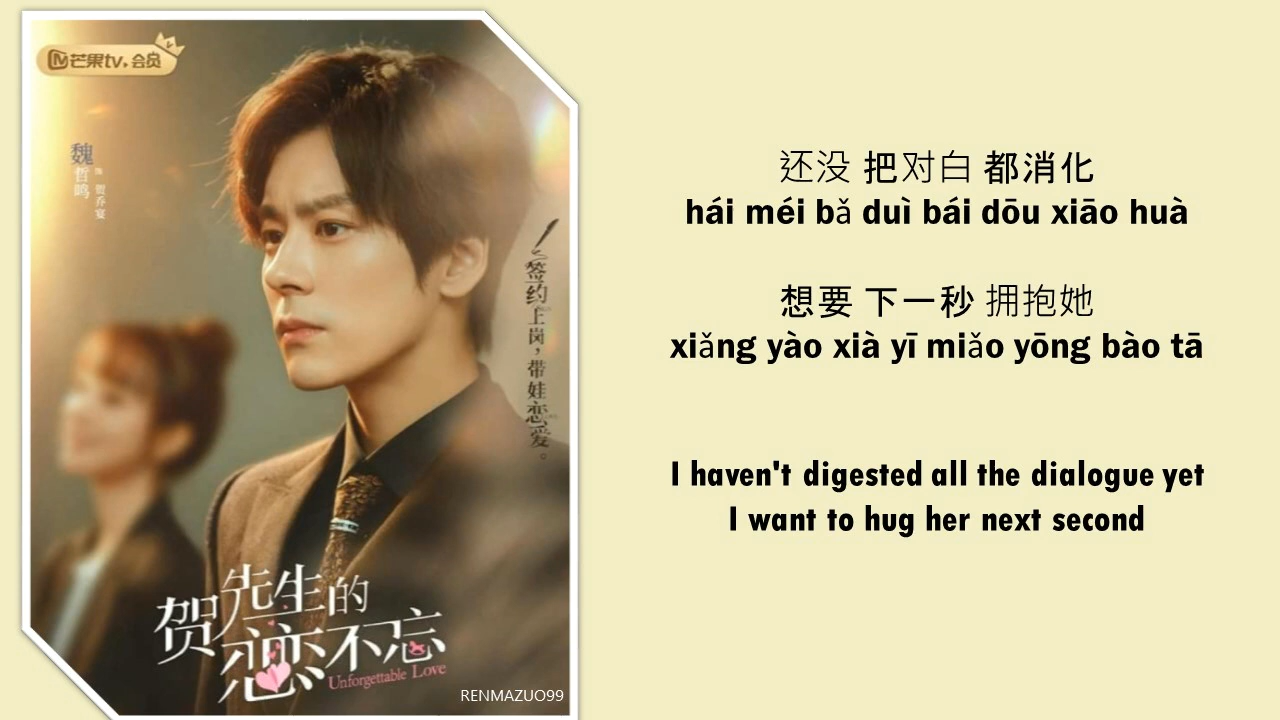 芒果tv 会员
魏哲鸣
饰 贺乔宴
签约上岗，带娃恋爱。
贺先生的
恋不忘
Unforgettable Love
RENMAZUO99
还没 把对白 都消化
hái méi bǎ duì bái dōu xiāo huà
想要 下一秒 拥抱她
xiǎng yào xià yī miǎo yōng bào tā
I haven't digested all the dialogue yet
I want to hug her next second